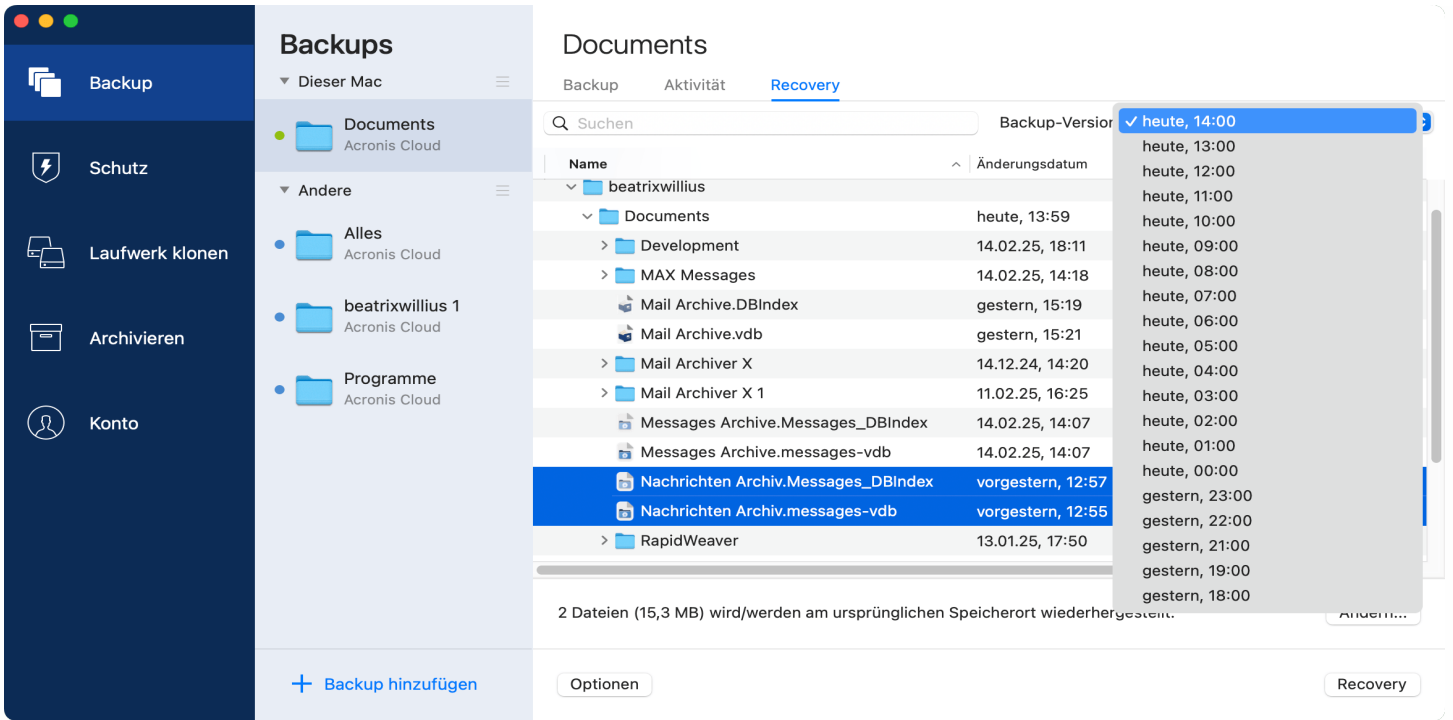 Backup
Schutz
Laufwerk klonen
Archivieren
Konto
Backups
Dieser Mac
Documents
Acronis Cloud
Andere
Alles
Acronis Cloud
beatrixwillius 1
Acronis Cloud
Programme
Acronis Cloud
Backup hinzufügen
Documents
Backup Aktivität Recovery
Suchen Backup-Version
Name Änderungsdatum
beatrixwillius
Documents heute, 13:59
Development 14.02.25, 18:11
MAX Messages 14.02.25, 14:18
Mail Archive.DBIndex gestern, 15:19
Mail Archive.vdb gestern, 15:21
Mail Archiver X 14.12.24, 14:20
Mail Archiver X 1 11.02.25, 16:25
Messages Archive.Messages_DBIndex 14.02.25, 14:07
Messages Archive.messages-vdb 14.02.25, 14:07
Nachrichten Archiv.Messages_DBIndex vorgestern, 12:57
Nachrichten Archiv.messages-vdb vorgestern, 12:55
RapidWeaver 13.01.25, 17:50
heute, 14:00
heute, 13:00
heute, 12:00
heute, 11:00
heute, 10:00
heute, 09:00
heute, 08:00
heute, 07:00
heute, 06:00
heute, 05:00
heute, 04:00
heute, 03:00
heute, 02:00
heute, 01:00
heute, 00:00
gestern, 23:00
gestern, 22:00
gestern, 21:00
gestern, 19:00
gestern, 18:00
2 Dateien (15,3 MB) wird/werden am ursprünglichen Speicherort wiederhergestellt. Ändern...
Optionen Recovery